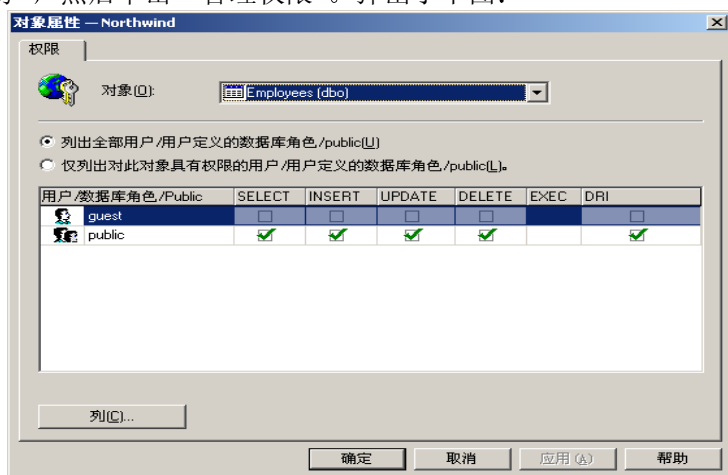 对象属性 — Northwind
权限
对象(O): Employees (dbo)
列出全部用户/用户定义的数据库角色/public(U)
仅列出对此对象具有权限的用户/用户定义的数据库角色/public(L)。
用户/数据库角色/Public SELECT INSERT UPDATE DELETE EXEC DRI
guest
public
列(C)...
确定 取消 应用(A) 帮助